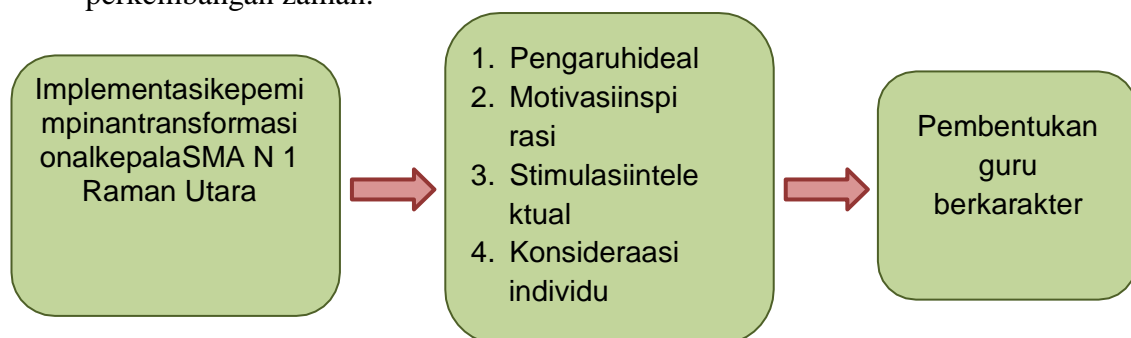 perkembangan zaman.
Implementasikepemi
mpinantransformasi
onalkepalaSMA N 1
Raman Utara
1. Pengaruhideal
2. Motivasiinspi
rasi
3. Stimulasiintele
ktual
4. Konsideraasi
individu
Pembentukan
guru
berkarakter